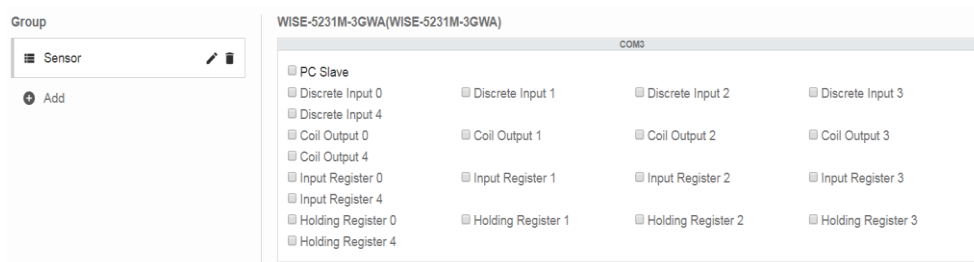 Group
Sensor
Add
WISE-5231M-3GWA(WISE-5231M-3GWA)
COM3
PC Slave
Discrete Input 0 Discrete Input 1 Discrete Input 2 Discrete Input 3
Discrete Input 4
Coil Output 0 Coil Output 1 Coil Output 2 Coil Output 3
Coil Output 4
Input Register 0 Input Register 1 Input Register 2 Input Register 3
Input Register 4
Holding Register 0 Holding Register 1 Holding Register 2 Holding Register 3
Holding Register 4